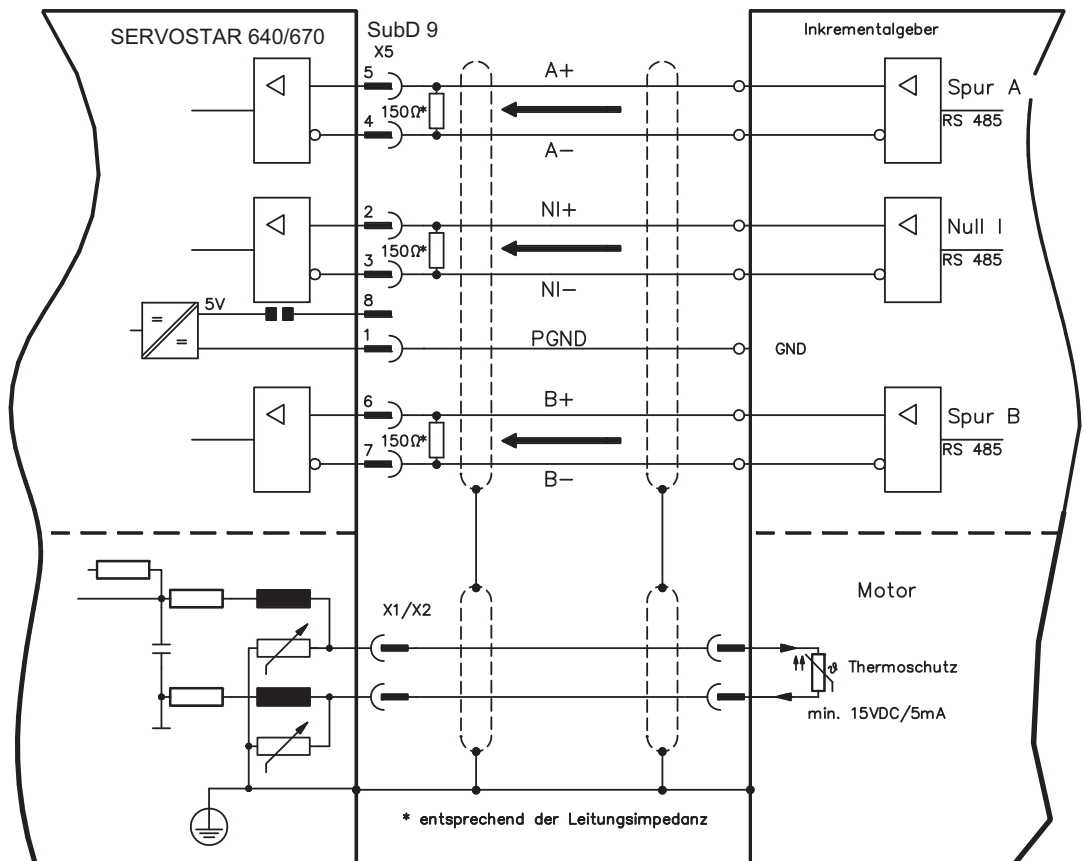 SERVOSTAR 640/670
SubD 9
X5
Inkrementalgeber
5
A+
Spur A
150Ω*
RS 485
4
A−
2
NI+
Null I
150Ω*
RS 485
3
NI−
5V
8
1
PGND
GND
6
B+
Spur B
150Ω*
RS 485
7
B−
=
=
Motor
X1/X2
ϑ Thermoschutz
min. 15VDC/5mA
* entsprechend der Leitungsimpedanz